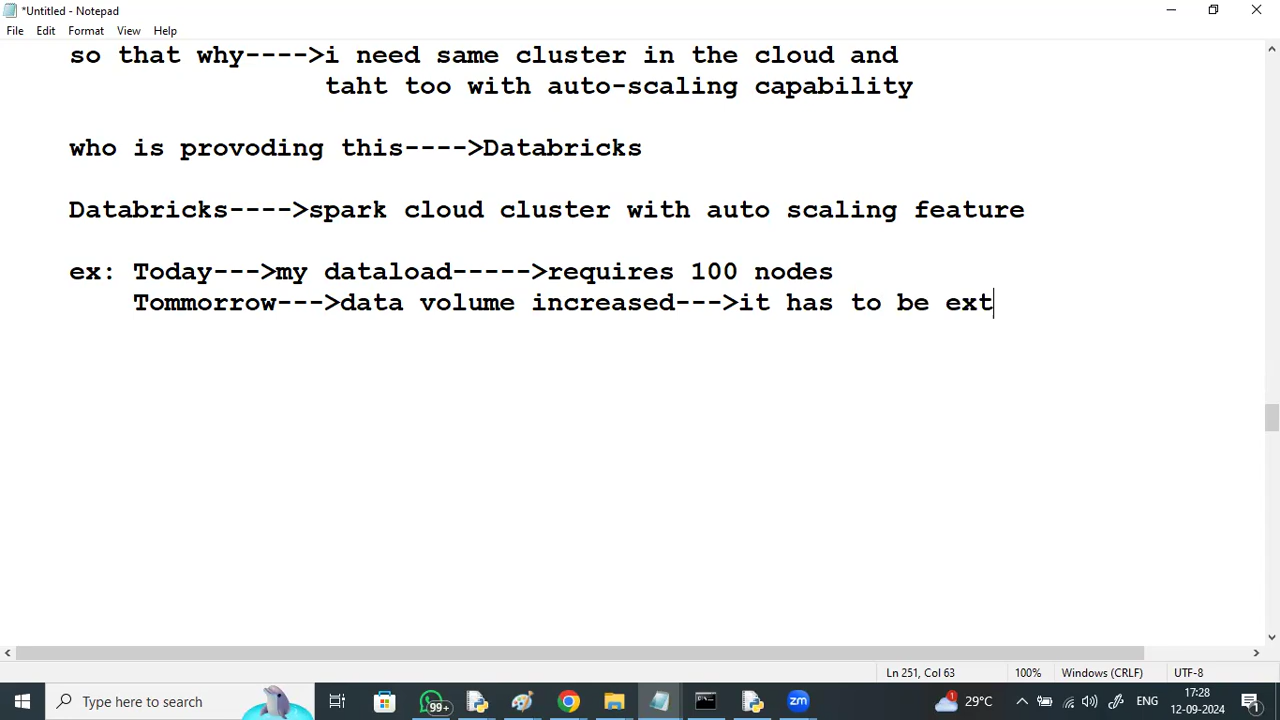 *Untitled - Notepad
File Edit Format View Help
so that why---->i need same cluster in the cloud and
taht too with auto-scaling capability
who is provoding this---->Databricks
Databricks---->spark cloud cluster with auto scaling feature
ex: Today--->my dataload----->requires 100 nodes
Tommorrow--->data volume increased--->it has to be ext
Ln 251, Col 63 100% Windows (CRLF) UTF-8
Type here to search 99+ 1 29°C ENG 17:28 12-09-2024 1